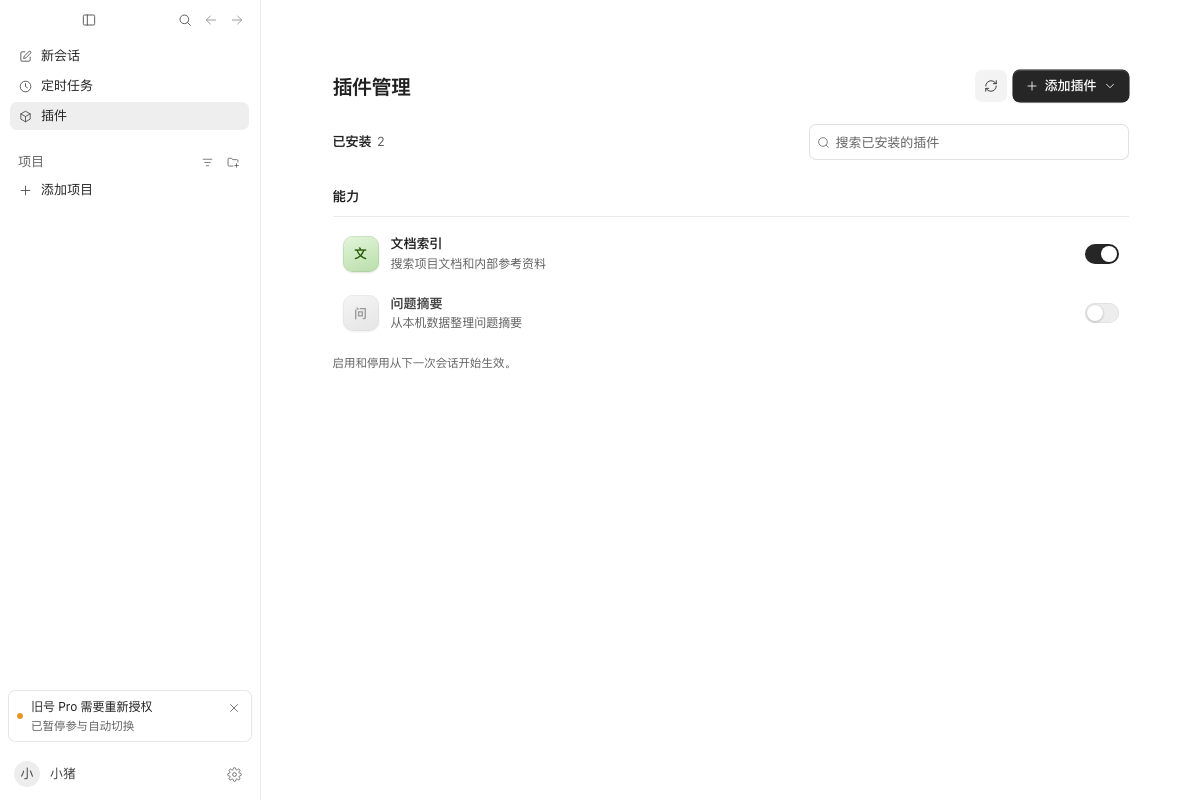 新会话
定时任务
插件
项目
添加项目
旧号 Pro 需要重新授权
已暂停参与自动切换
小 小猪
插件管理
添加插件
已安装 2
搜索已安装的插件
能力
文
文档索引
搜索项目文档和内部参考资料
问
问题摘要
从本机数据整理问题摘要
启用和停用从下一次会话开始生效。